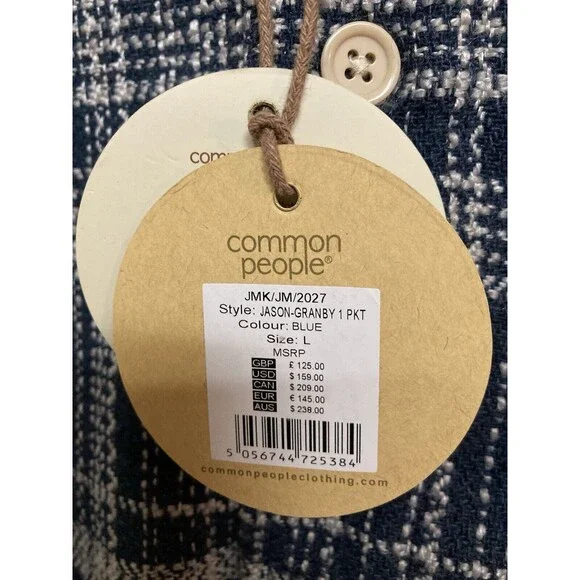 com
common
people®
JMK/JM/2027
Style: JASON-GRANBY 1 PKT
Colour: BLUE
Size: L
MSRP
GBP £ 125.00
USD $ 159.00
CAN $ 209.00
EUR € 145.00
AUS $ 238.00
5 056744 725384
commonpeopleclothing.com